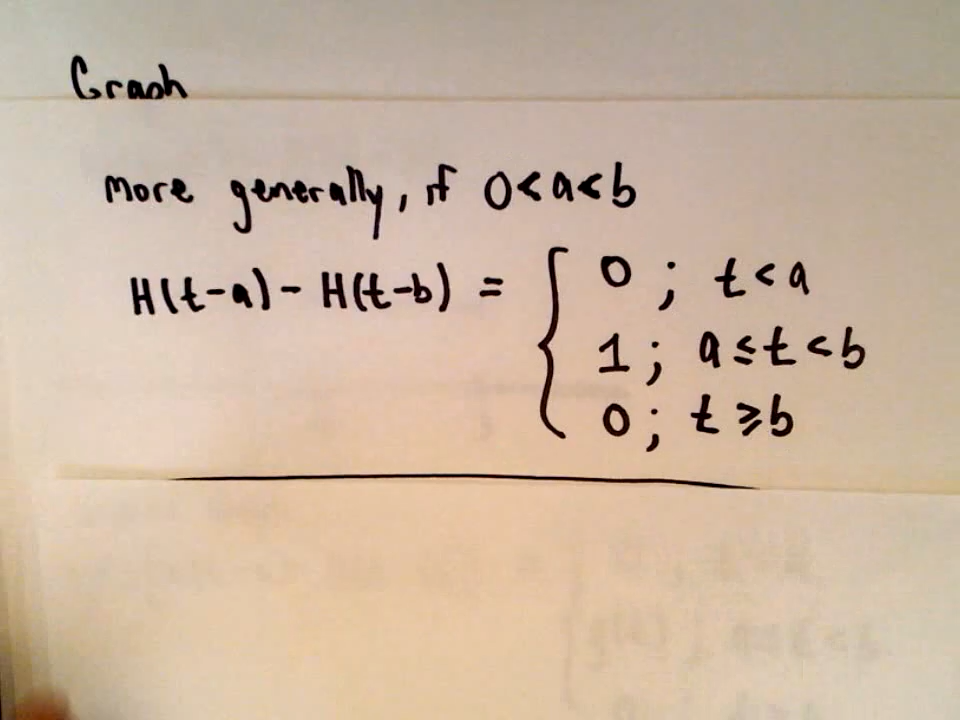 Graph
more generally, if 0<a<b
H(t-a) - H(t-b) = { 0 ; t<a
1 ; a≤t<b
0 ; t≥b